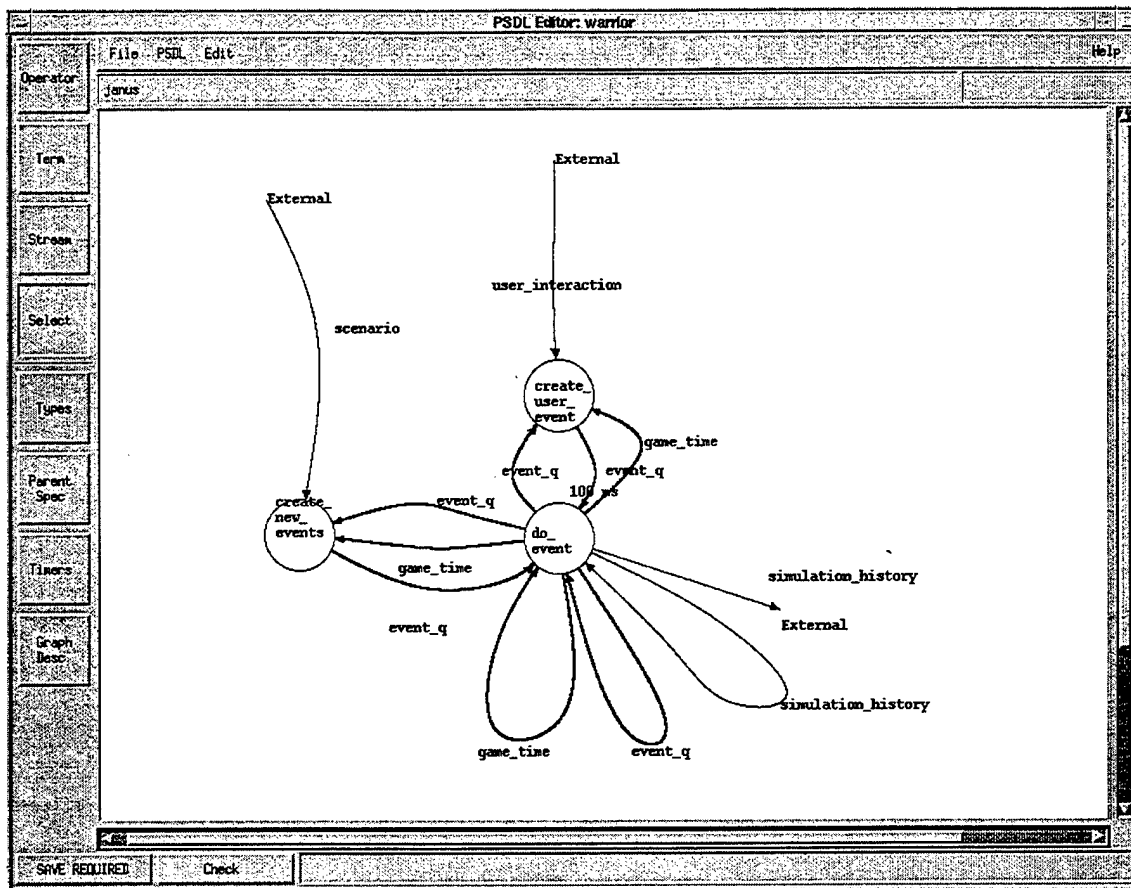 PSDL Editor: warrior
File PSDL Edit Help
janus
Operator
Term
Stream
Select
Types
Parent
Spec
Timers
Graph
Desc
External
External
user_interaction
scenario
create_
user_
event
game_time
event_q
event_q
100 ms
create_
new_
events
event_q
do_
event
game_time
simulation_history
External
event_q
simulation_history
game_time
event_q
SAVE REQUIRED
Check